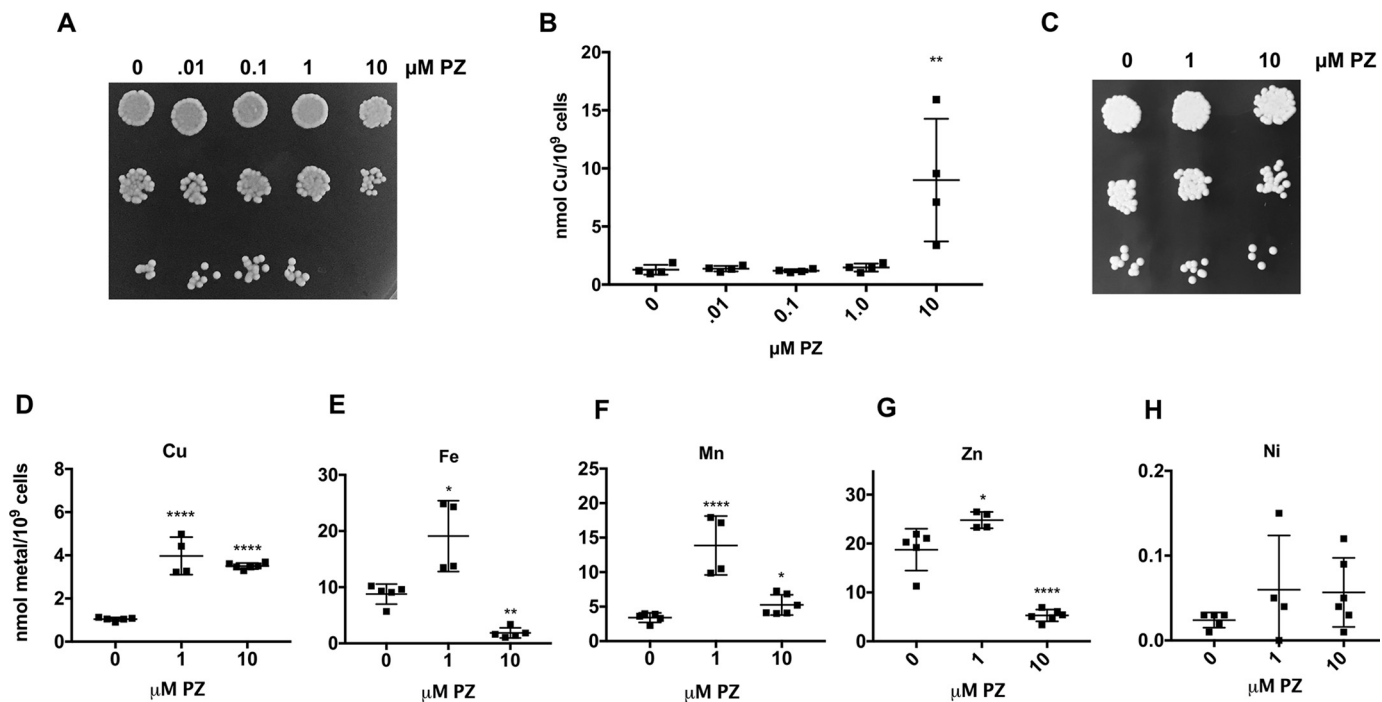 A
0 .01 0.1 1 10 µM PZ
B
20
15
10
5
0
nmol Cu/10⁹ cells
**
0 .01 0.1 1.0 10
µM PZ
C
0 1 10 µM PZ
D
Cu
nmol metal/10⁹ cells
8
6
4
2
0
****
****
0 1 10
µM PZ
E
Fe
30
20
10
0
*
**
0 1 10
µM PZ
F
Mn
25
20
15
10
5
0
****
*
0 1 10
µM PZ
G
Zn
30
20
10
0
*
****
0 1 10
µM PZ
H
Ni
0.2
0.1
0.0
0 1 10
µM PZ